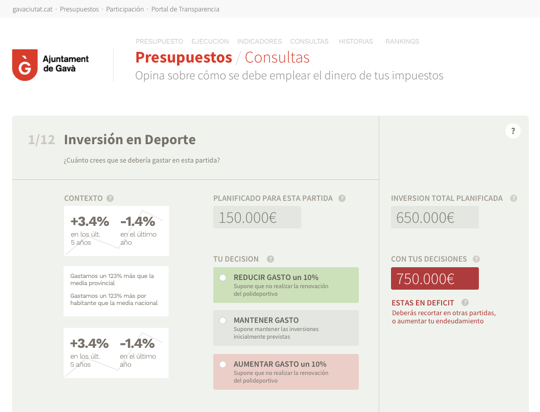 gavaciutat.cat · Presupuestos · Participación · Portal de Transparencia
PRESUPUESTO EJECUCION INDICADORES CONSULTAS HISTORIAS RANKINGS
Ajuntament
de Gavà
Presupuestos / Consultas
Opina sobre cómo se debe emplear el dinero de tus impuestos
?
1/12 Inversión en Deporte
¿Cuánto crees que se debería gastar en esta partida?
CONTEXTO ?
+3.4% -1.4%
en los últ. en el último
5 años año
Gastamos un 123% más que la
media provincial
Gastamos un 123% más por
habitante que la media nacional
+3.4% -1.4%
en los últ. en el último
5 años año
PLANIFICADO PARA ESTA PARTIDA ?
150.000€
TU DECISION ?
REDUCIR GASTO un 10%
Supone que no realizar la renovación
del polideportivo
MANTENER GASTO
Supone mantener las inversiones
inicialmente previstas
AUMENTAR GASTO un 10%
Supone que no realizar la renovación
del polideportivo
INVERSION TOTAL PLANIFICADA ?
650.000€
CON TUS DECISIONES ?
750.000€
ESTAS EN DEFICIT ?
Deberás recortar en otras partidas,
o aumentar tu endeudamiento